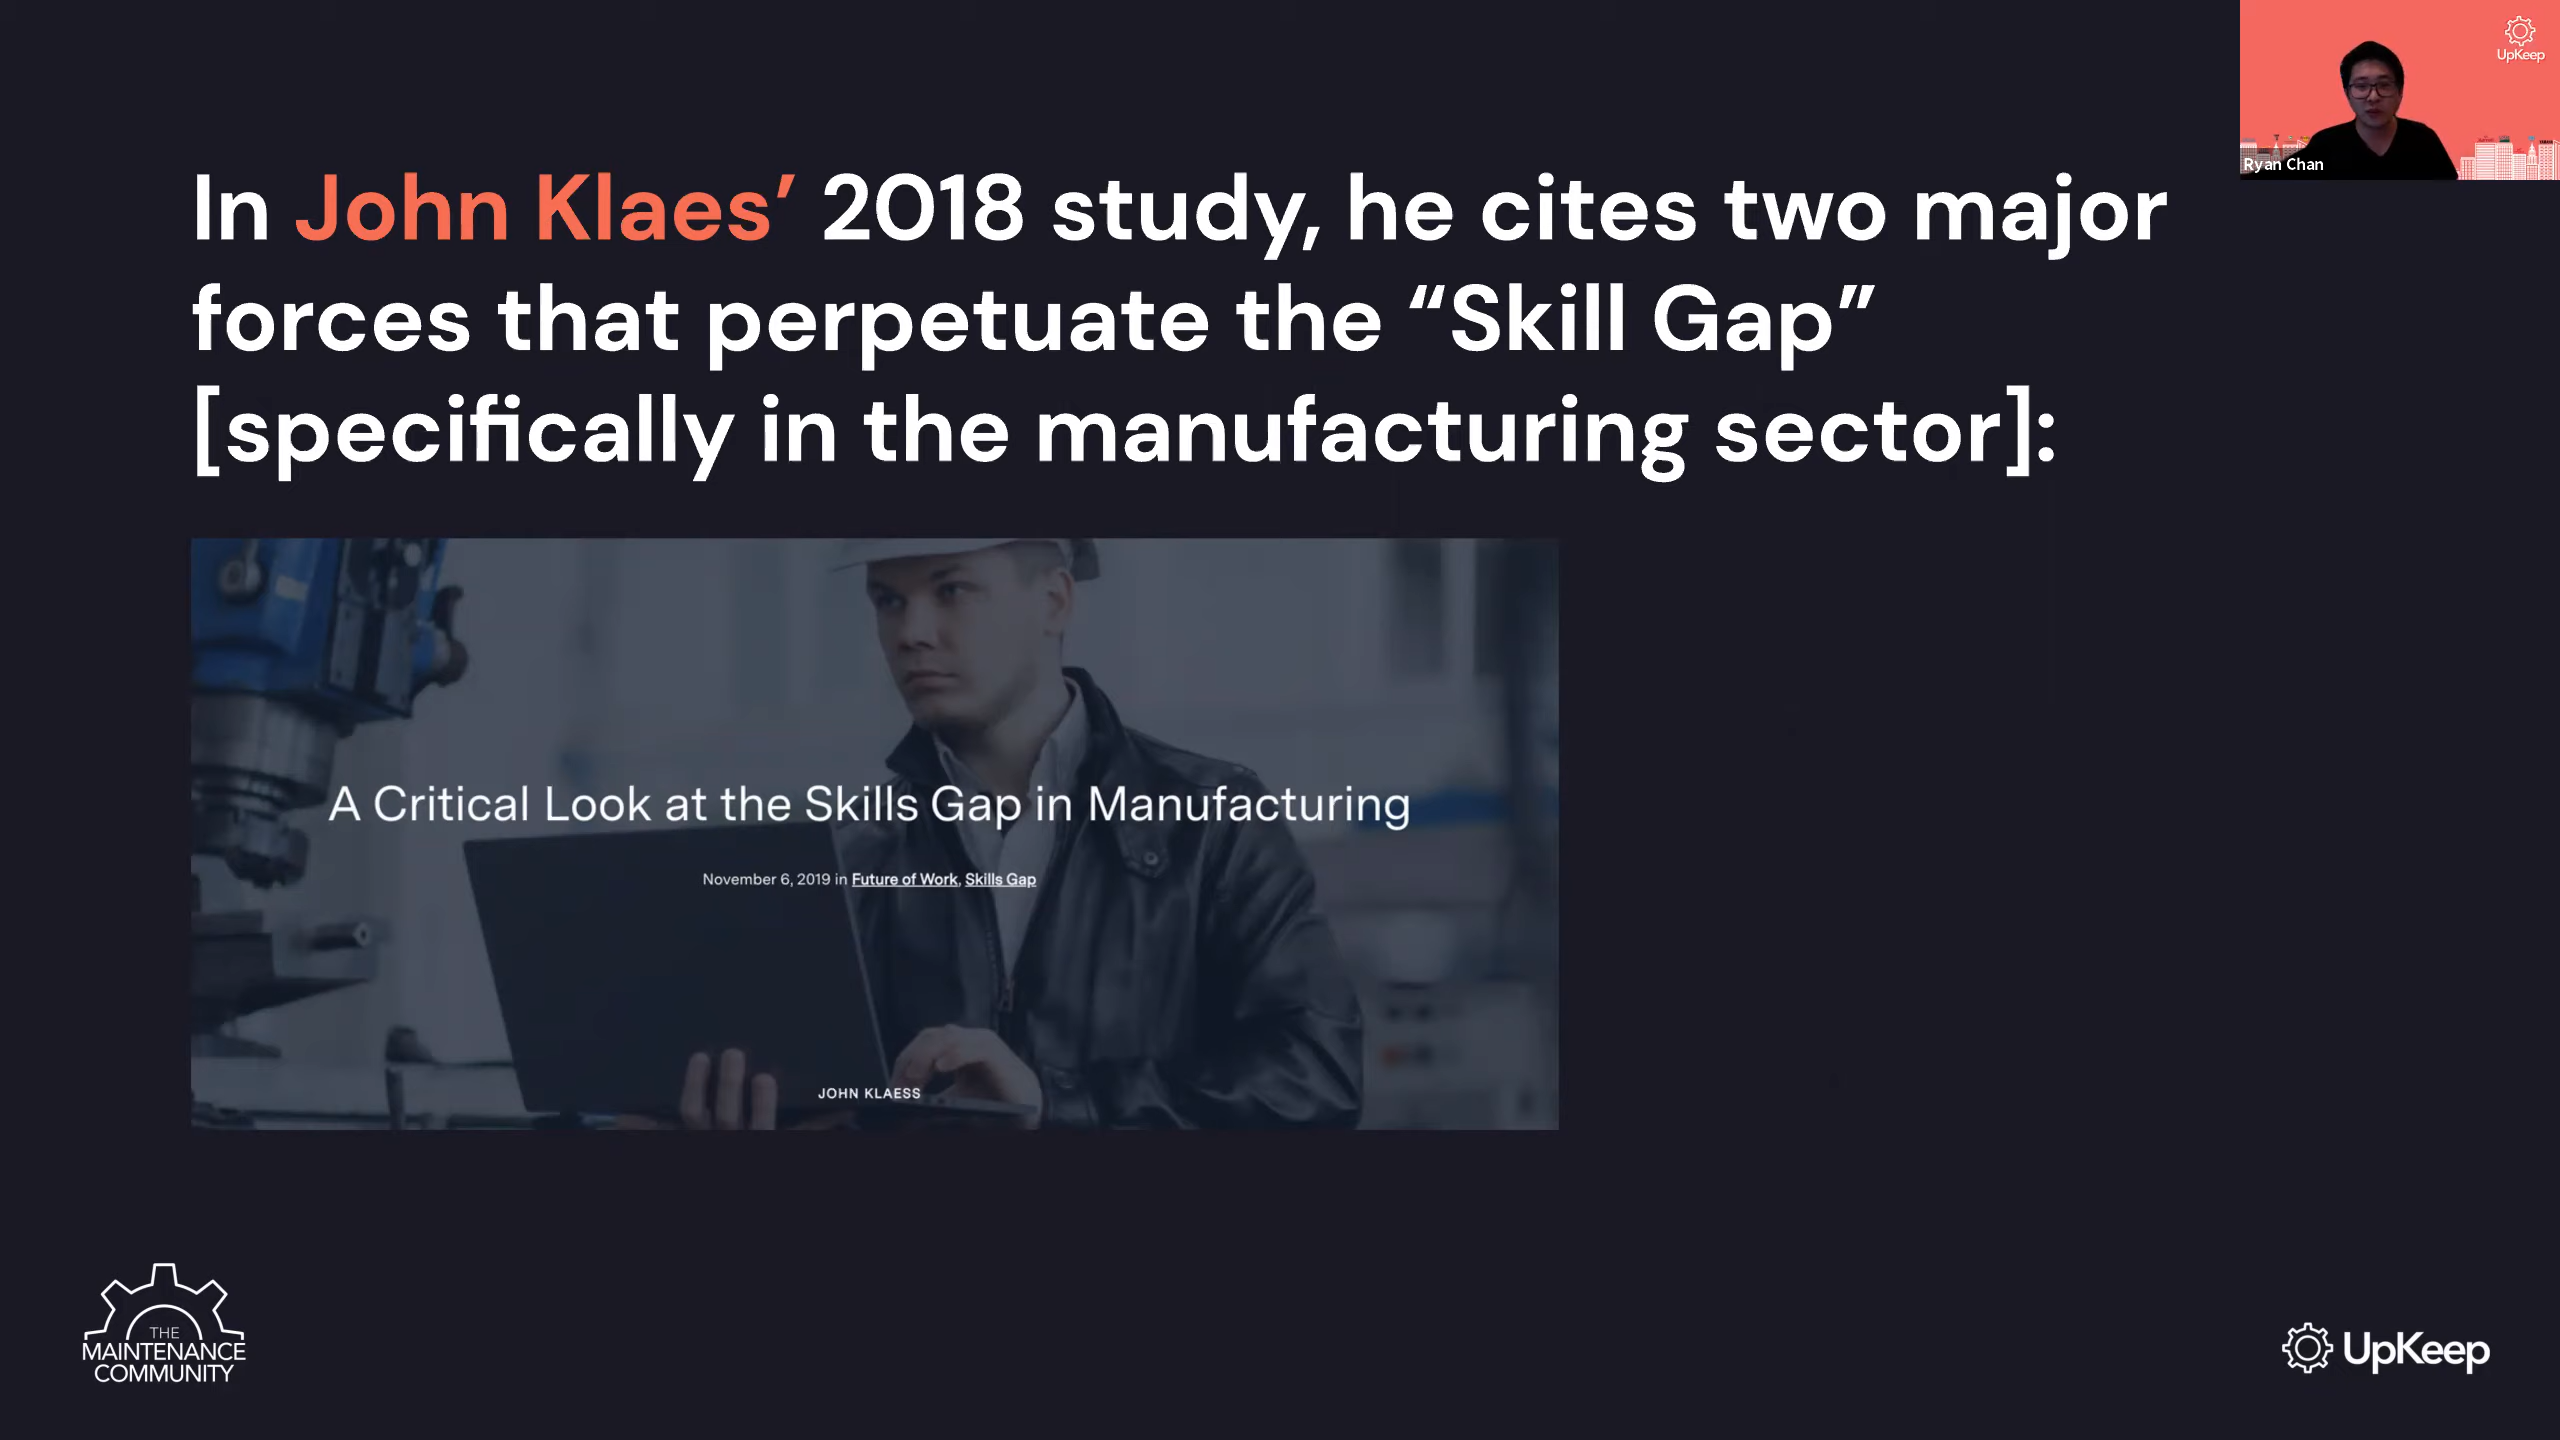 UpKeep
Ryan Chan
In John Klaes’ 2018 study, he cites two major
forces that perpetuate the “Skill Gap”
[specifically in the manufacturing sector]:
A Critical Look at the Skills Gap in Manufacturing
November 6, 2019 in Future of Work, Skills Gap
JOHN KLAESS
THE
MAINTENANCE
COMMUNITY
UpKeep